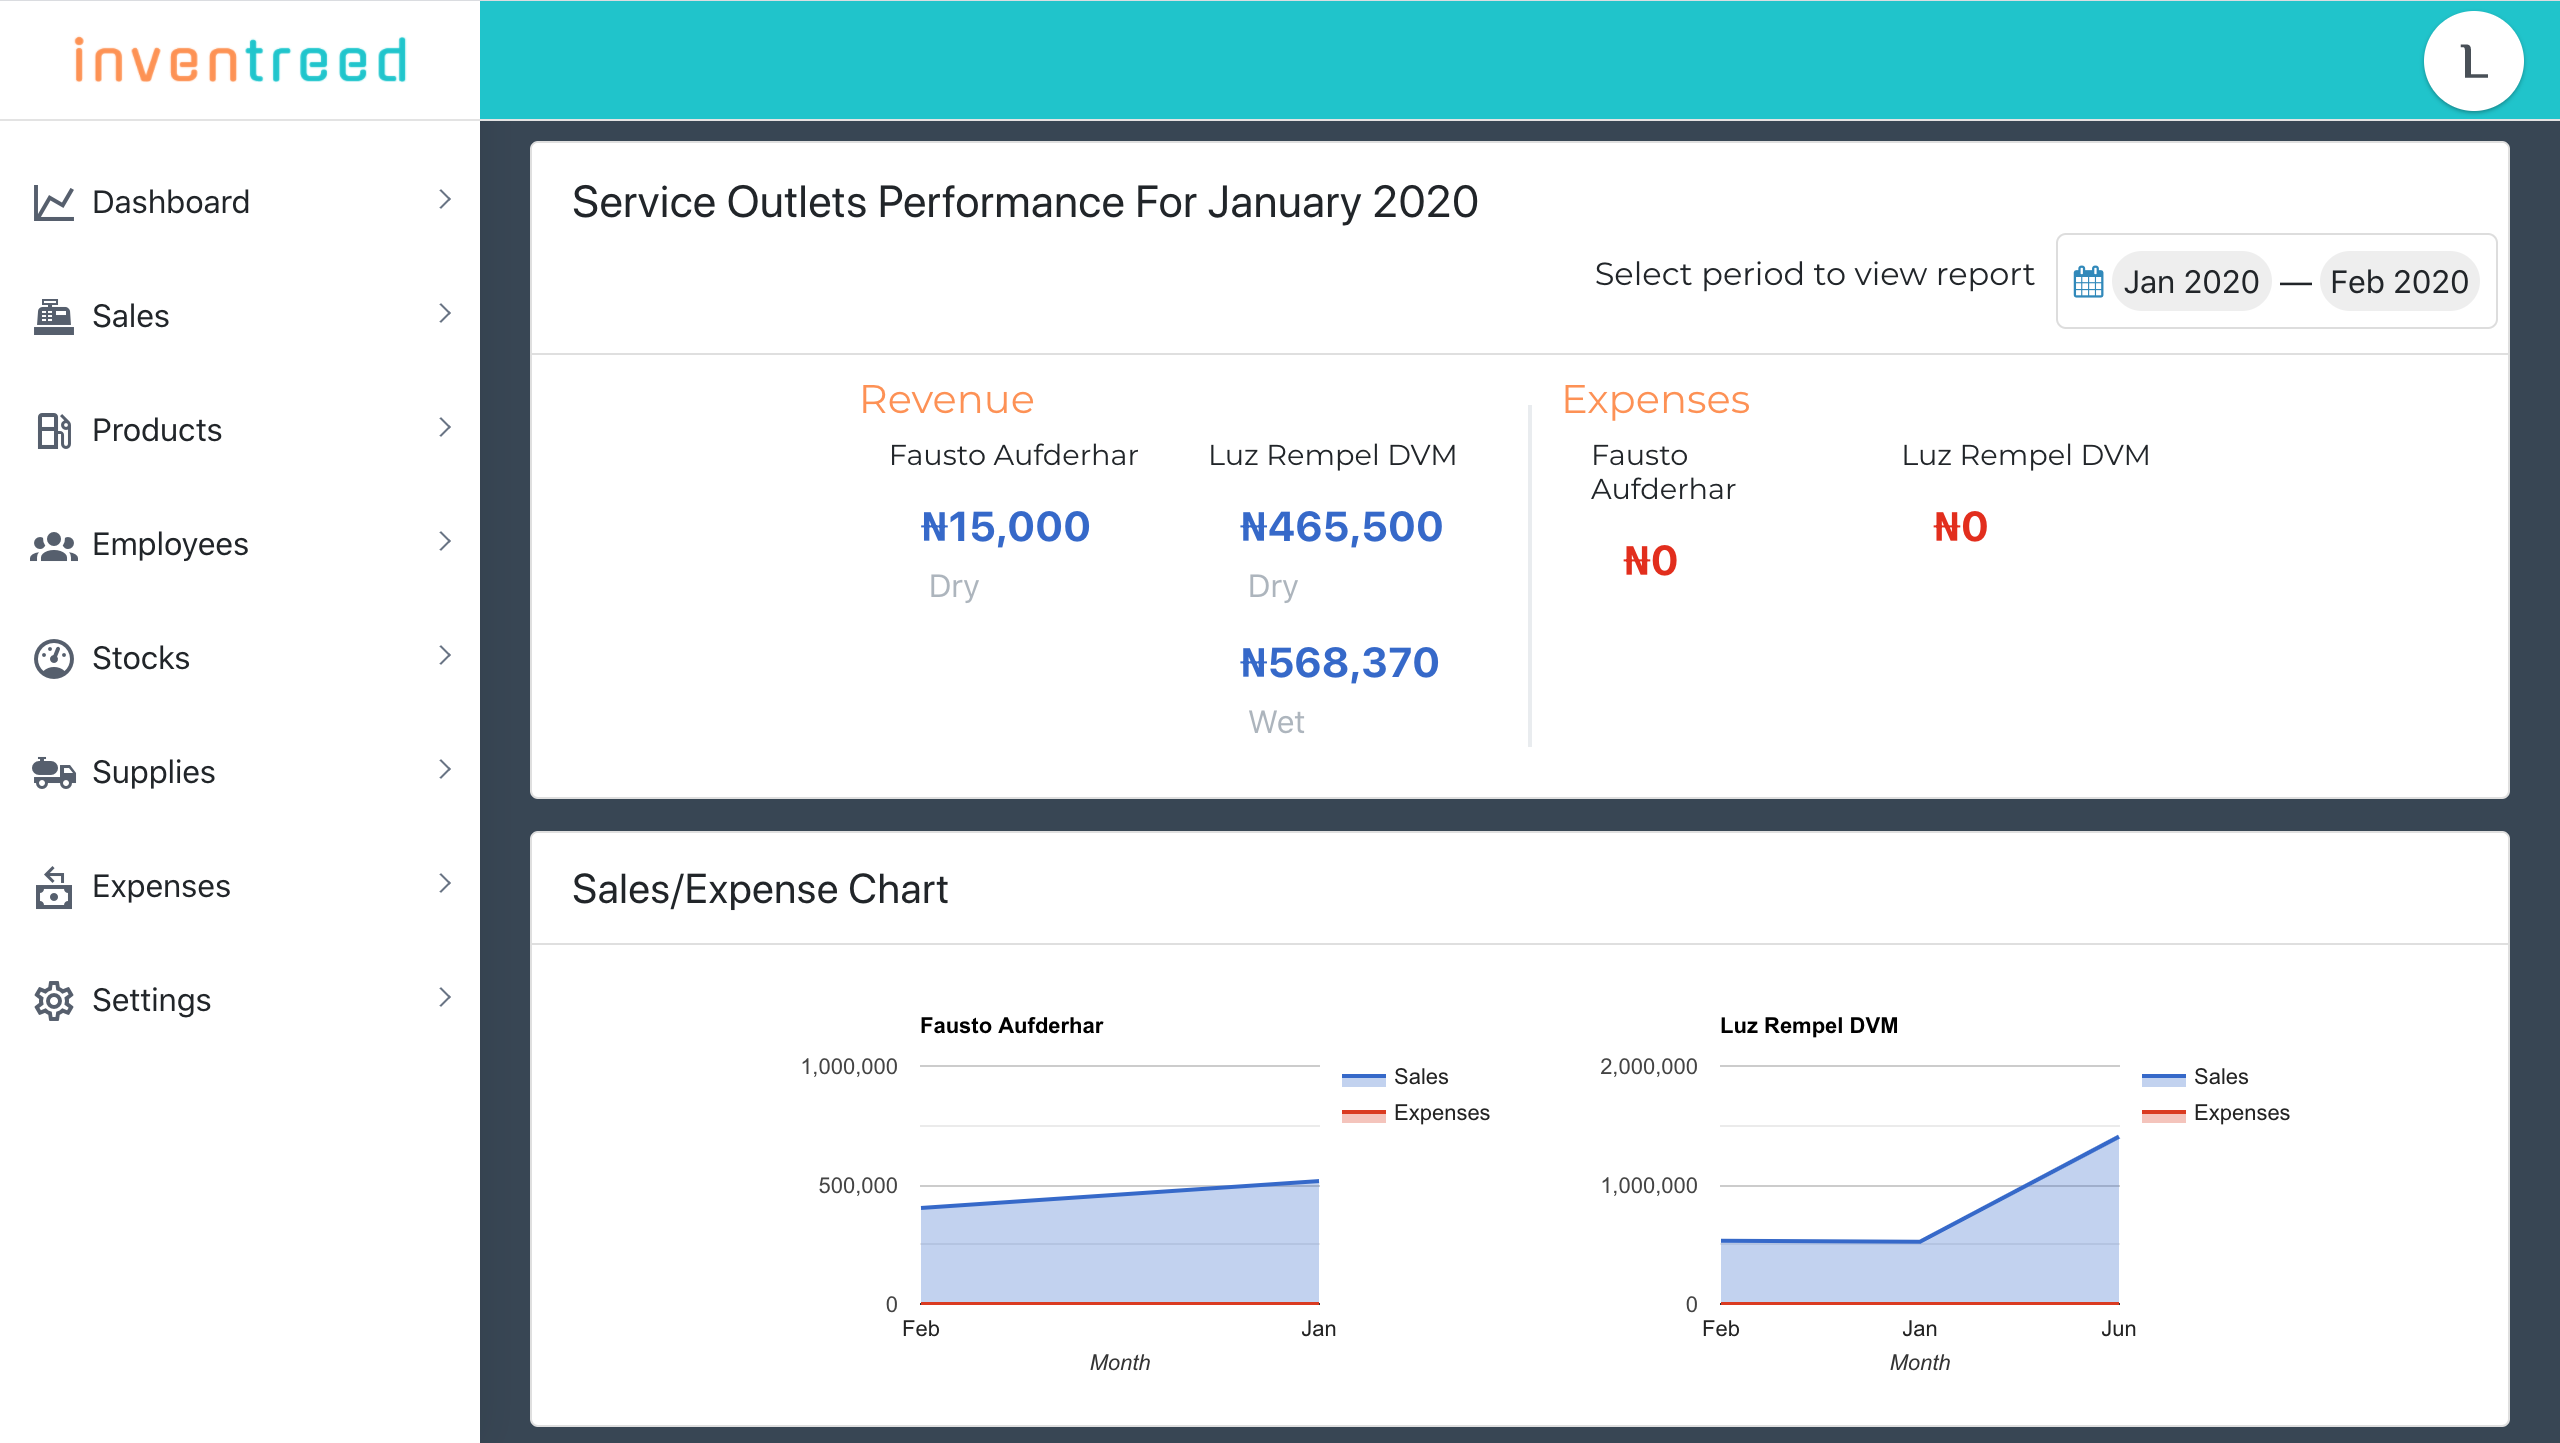 inventreed
L
Dashboard
Sales
Products
Employees
Stocks
Supplies
Expenses
Settings
Service Outlets Performance For January 2020
Select period to view report
Jan 2020 — Feb 2020
Revenue
Fausto Aufderhar
₦15,000
Dry
Luz Rempel DVM
₦465,500
Dry
₦568,370
Wet
Expenses
Fausto
Aufderhar
₦0
Luz Rempel DVM
₦0
Sales/Expense Chart
Fausto Aufderhar
1,000,000
500,000
0
Feb
Jan
Month
Sales
Expenses
Luz Rempel DVM
2,000,000
1,000,000
0
Feb
Jan
Jun
Month
Sales
Expenses